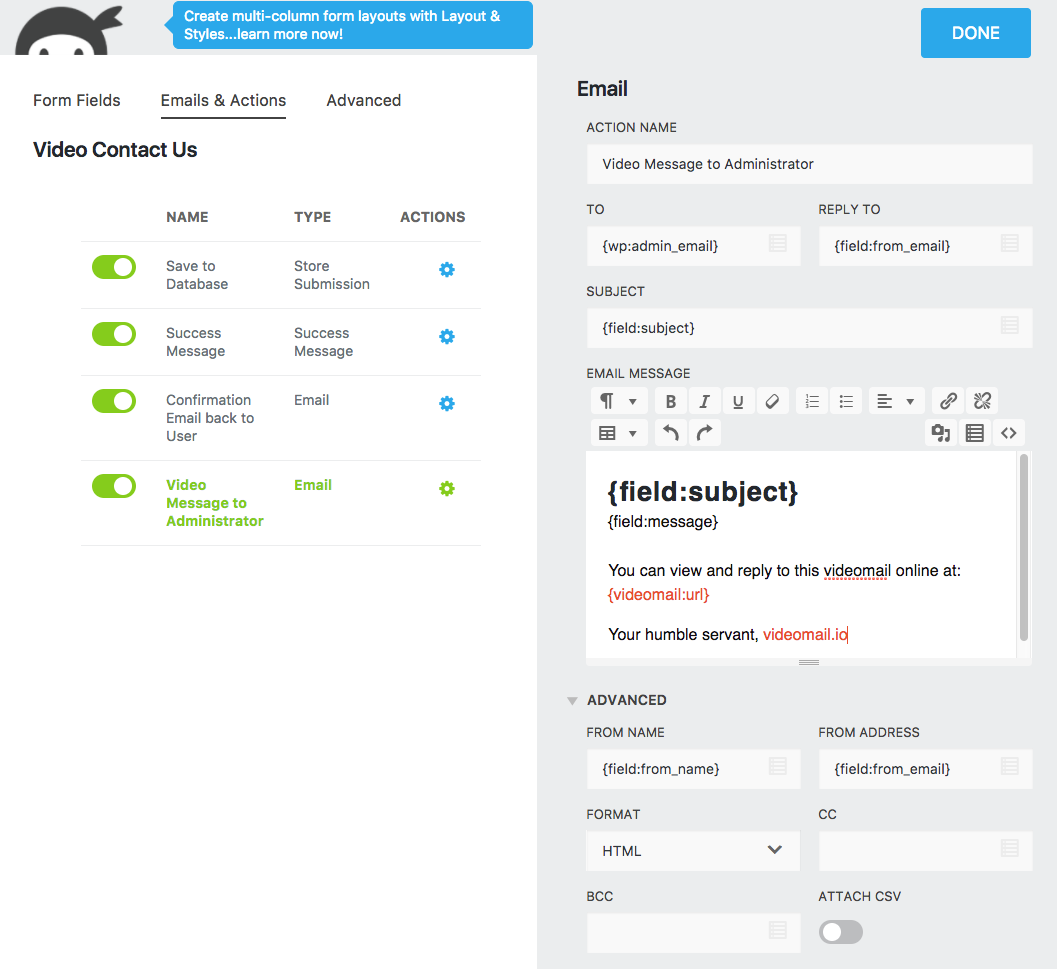 Create multi-column form layouts with Layout &
Styles...learn more now!
DONE
Form Fields
Emails & Actions
Advanced
Video Contact Us
NAME
TYPE
ACTIONS
Save to
Database
Store
Submission
Success
Message
Success
Message
Confirmation
Email back to
User
Email
Video
Message to
Administrator
Email
Email
ACTION NAME
Video Message to Administrator
TO
REPLY TO
{wp:admin_email}
{field:from_email}
SUBJECT
{field:subject}
EMAIL MESSAGE
{field:subject}
{field:message}
You can view and reply to this videomail online at:
{videomail:url}
Your humble servant, videomail.io
ADVANCED
FROM NAME
FROM ADDRESS
{field:from_name}
{field:from_email}
FORMAT
CC
HTML
BCC
ATTACH CSV